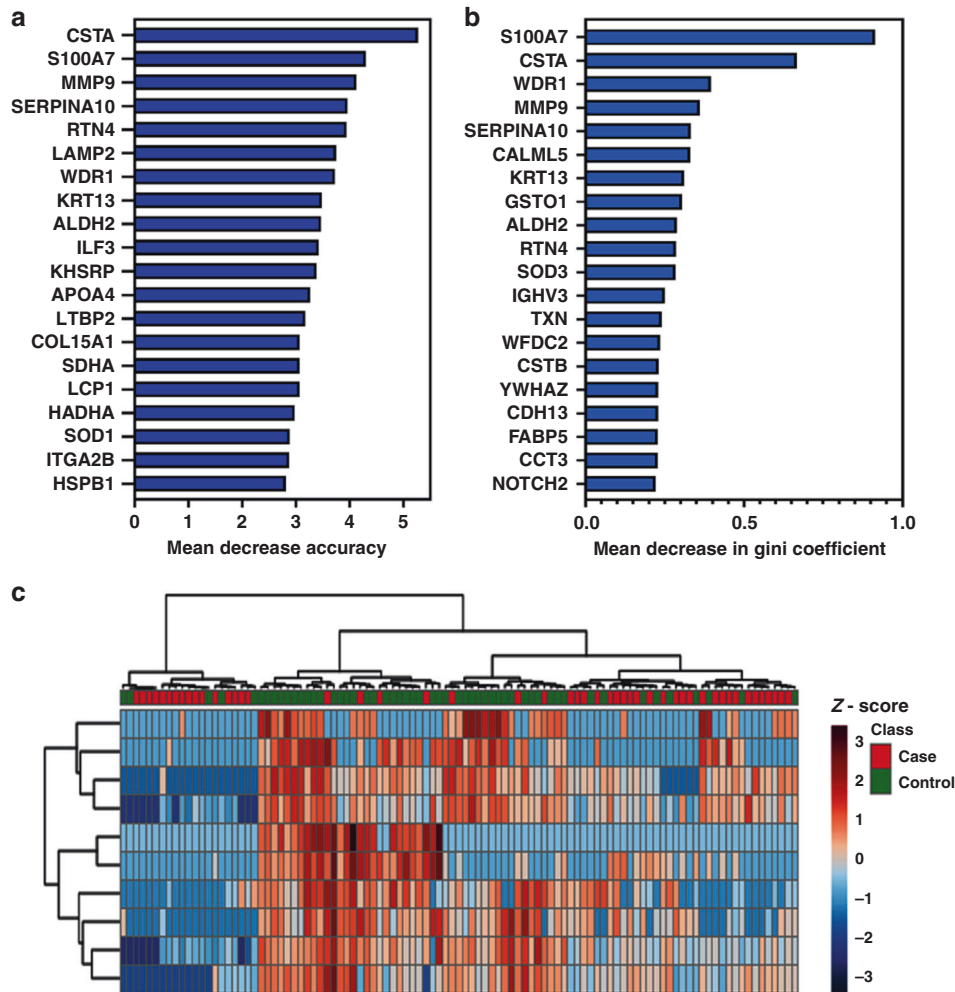 a
CSTA
S100A7
MMP9
SERPINA10
RTN4
LAMP2
WDR1
KRT13
ALDH2
ILF3
KHSRP
APOA4
LTBP2
COL15A1
SDHA
LCP1
HADHA
SOD1
ITGA2B
HSPB1
0 1 2 3 4 5
Mean decrease accuracy
b
S100A7
CSTA
WDR1
MMP9
SERPINA10
CALML5
KRT13
GSTO1
ALDH2
RTN4
SOD3
IGHV3
TXN
WFDC2
CSTB
YWHAZ
CDH13
FABP5
CCT3
NOTCH2
0.0 0.5 1.0
Mean decrease in gini coefficient
c
Z - score
3
2
1
0
−1
−2
−3
Class
Case
Control